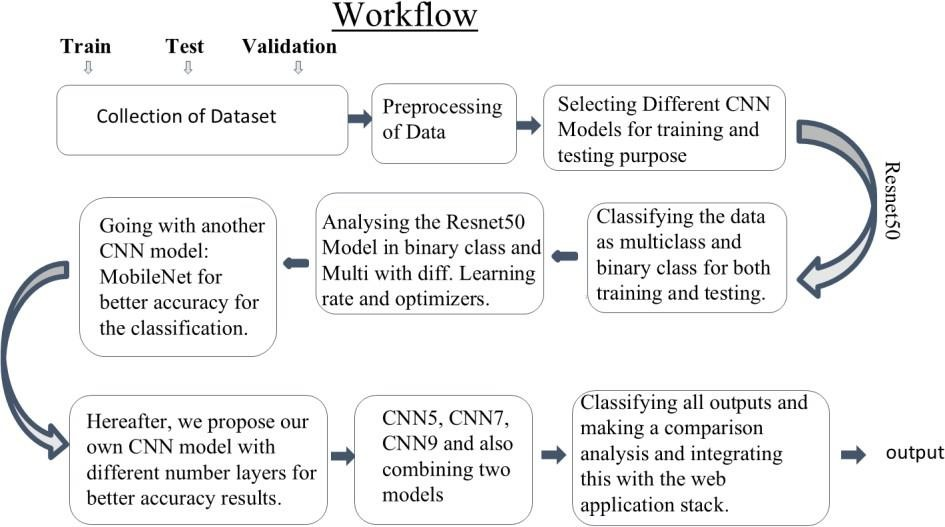 Workflow
Train Test Validation
Collection of Dataset
Preprocessing
of Data
Selecting Different CNN
Models for training and
testing purpose
Resnet50
Classifying the data
as multiclass and
binary class for both
training and testing.
Analysing the Resnet50
Model in binary class and
Multi with diff. Learning
rate and optimizers.
Going with another
CNN model:
MobileNet for
better accuracy for
the classification.
Hereafter, we propose our
own CNN model with
different number layers for
better accuracy results.
CNN5, CNN7,
CNN9 and also
combining two
models
Classifying all outputs and
making a comparison
analysis and integrating
this with the web
application stack.
output